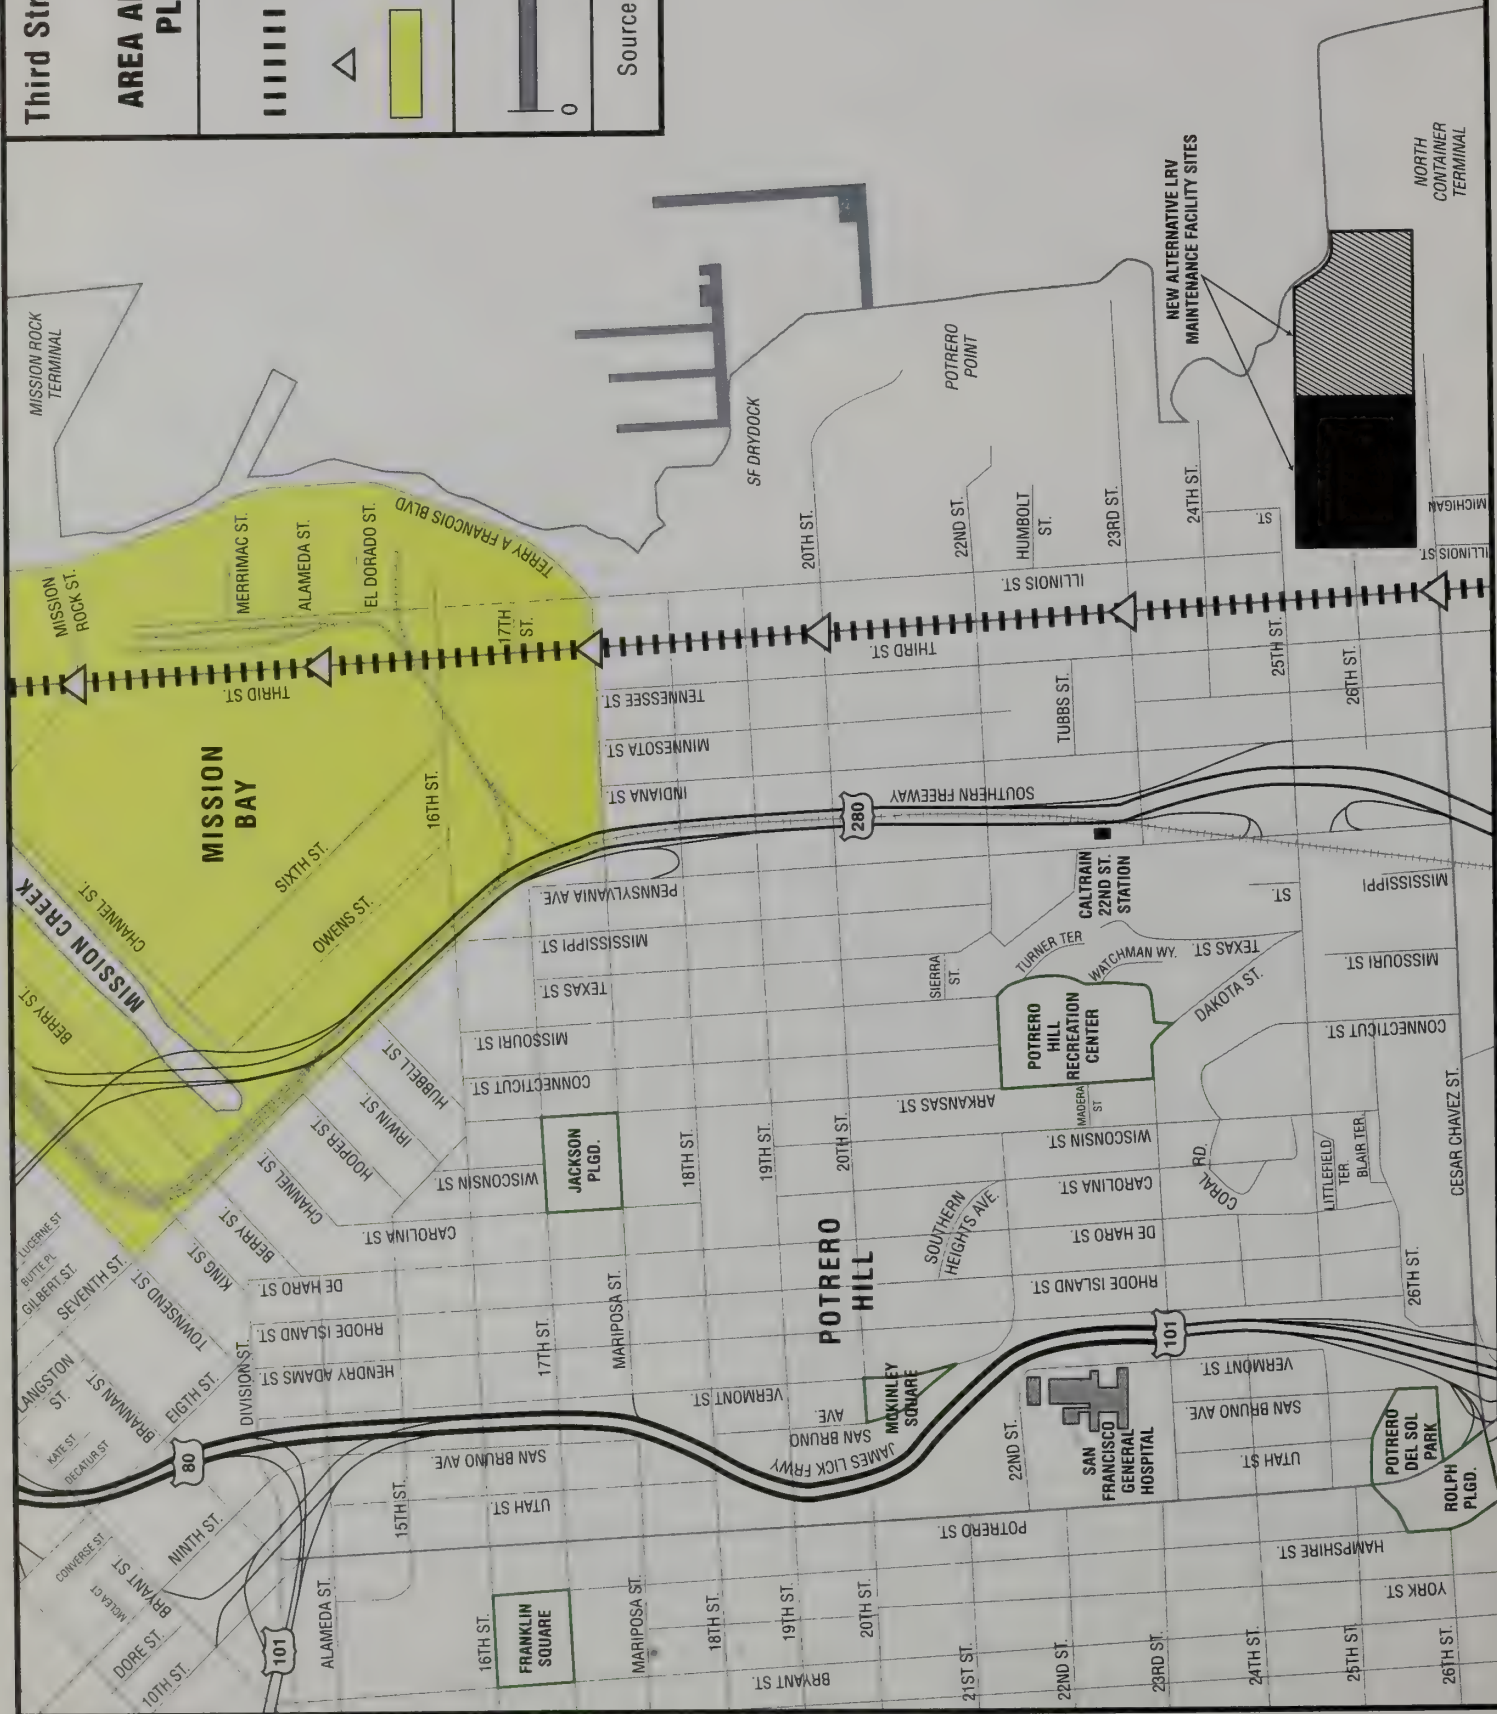 Third Str
AREA A
PL
0
Source
MISSION ROCK
TERMINAL
MISSION
ROCK ST.
MERRIMAC ST.
ALAMEDA ST.
EL DORADO ST.
TERRY A FRANCOIS BLVD
17TH
ST.
THRID ST.
MISSION
BAY
16TH ST.
SIXTH ST.
OWENS ST.
CHANNEL ST.
MISSION CREEK
BERRY ST.
SF DRYDOCK
POTRERO
POINT
NEW ALTERNATIVE LRV
MAINTENANCE FACILITY SITES
NORTH
CONTAINER
TERMINAL
20TH ST.
22ND ST.
HUMBOLT
ST.
23RD ST.
24TH ST.
ST.
MICHIGAN
ILLINOIS ST.
ILLINOIS ST.
THIRD ST.
25TH ST.
26TH ST.
TENNESSEE ST.
MINNESOTA ST.
INDIANA ST.
TUBBS ST.
280
SOUTHERN FREEWAY
CALTRAIN
22ND ST.
STATION
PENNSYLVANIA AVE.
MISSISSIPPI ST.
TEXAS ST.
MISSOURI ST.
CONNECTICUT ST.
SIERRA
ST.
TURNER TER
WATCHMAN WY.
TEXAS ST.
DAKOTA ST.
ST.
MISSISSIPPI
MISSOURI ST.
CONNECTICUT ST.
POTRERO
HILL
RECREATION
CENTER
MADERA
ST
ARKANSAS ST.
HUBBELL ST.
IRWIN ST.
HOOPER ST.
CHANNEL ST.
BERRY ST.
KING ST.
TOWNSEND ST.
JACKSON
PLGD.
WISCONSIN ST.
CAROLINA ST.
DE HARO ST.
RHODE ISLAND ST.
HENDRY ADAMS ST.
18TH ST.
19TH ST.
20TH ST.
WISCONSIN ST.
CAROLINA ST.
DE HARO ST.
RHODE ISLAND ST.
SOUTHERN
HEIGHTS AVE.
CORAL RD.
LITTLEFIELD
TER.
BLAIR TER.
CESAR CHAVEZ ST.
26TH ST.
POTRERO
HILL
LUCERNE ST
BUTTE PL
GILBERT ST.
SEVENTH ST.
LANGSTON
ST.
BRANNAN ST
EIGTH ST.
KATE ST.
DECATUR ST
DIVISION ST.
17TH ST.
MARIPOSA ST.
80
VERMONT ST.
SAN BRUNO
AVE.
MCKINLEY
SQUARE
JAMES LICK FRWY
SAN BRUNO AVE.
UTAH ST.
101
22ND ST.
SAN
FRANCISCO
GENERAL
HOSPITAL
VERMONT ST.
SAN BRUNO AVE.
UTAH ST.
POTRERO
DEL SOL
PARK
ROLPH
PLGD.
CONVERSE ST.
MCLEA CT
BRYANT ST
NINTH ST.
DORE ST.
10TH ST.
101
ALAMEDA ST.
15TH ST.
16TH ST.
FRANKLIN
SQUARE
MARIPOSA ST.
18TH ST.
19TH ST.
20TH ST.
BRYANT ST
21ST ST.
22ND ST.
23RD ST.
24TH ST.
25TH ST.
26TH ST.
POTRERO ST.
HAMPSHIRE ST.
YORK ST.